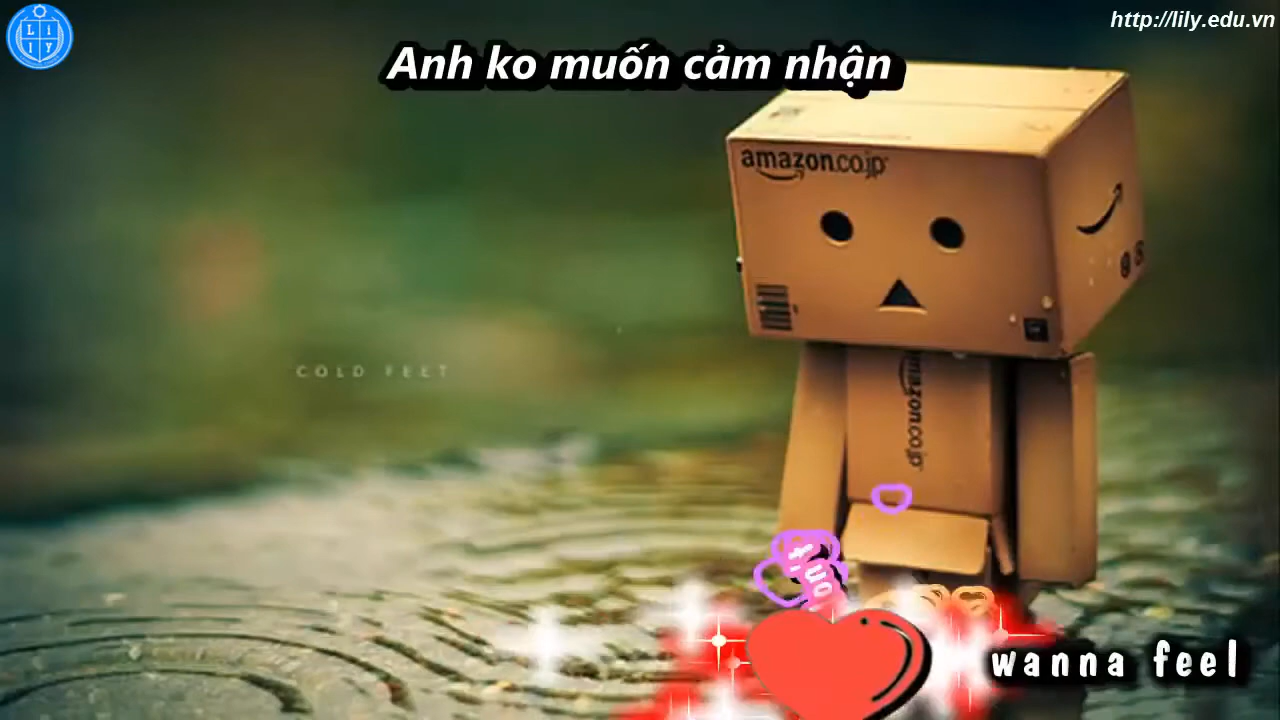 http://lily.edu.vn
LILY
Anh ko muốn cảm nhận
amazon.co.jp
COLD FEET
amazon.co.jp
wanna feel